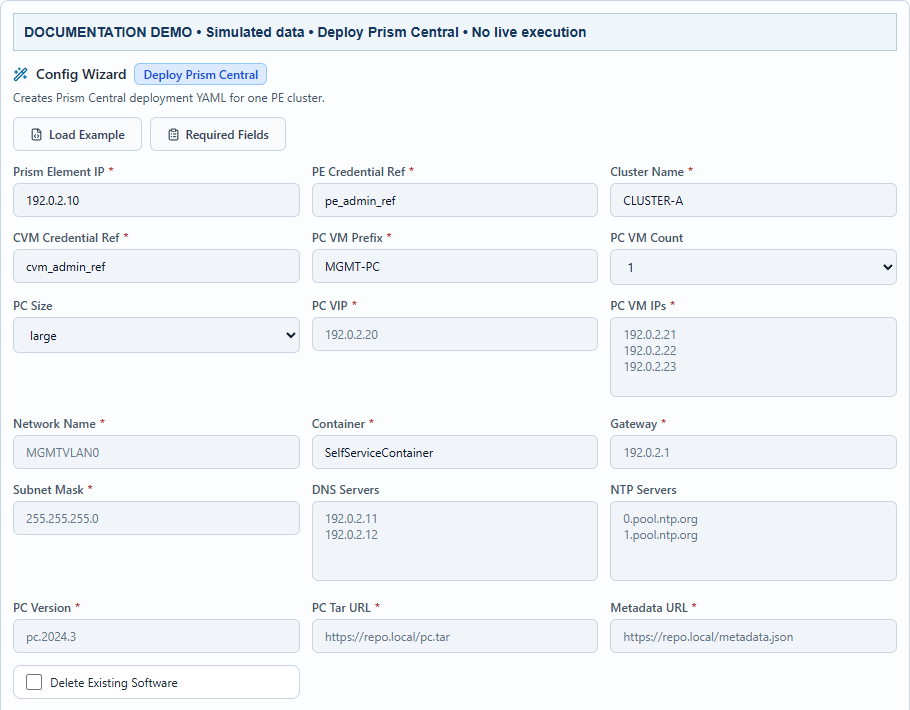 DOCUMENTATION DEMO • Simulated data • Deploy Prism Central • No live execution
Config Wizard Deploy Prism Central
Creates Prism Central deployment YAML for one PE cluster.
Load Example Required Fields
Prism Element IP * PE Credential Ref * Cluster Name *
192.0.2.10 pe_admin_ref CLUSTER-A
CVM Credential Ref * PC VM Prefix * PC VM Count
cvm_admin_ref MGMT-PC 1
PC Size PC VIP * PC VM IPs *
large 192.0.2.20 192.0.2.21
192.0.2.22
192.0.2.23
Network Name * Container * Gateway *
MGMTVLAN0 SelfServiceContainer 192.0.2.1
Subnet Mask * DNS Servers NTP Servers
255.255.255.0 192.0.2.11 0.pool.ntp.org
192.0.2.12 1.pool.ntp.org
PC Version * PC Tar URL * Metadata URL *
pc.2024.3 https://repo.local/pc.tar https://repo.local/metadata.json
Delete Existing Software